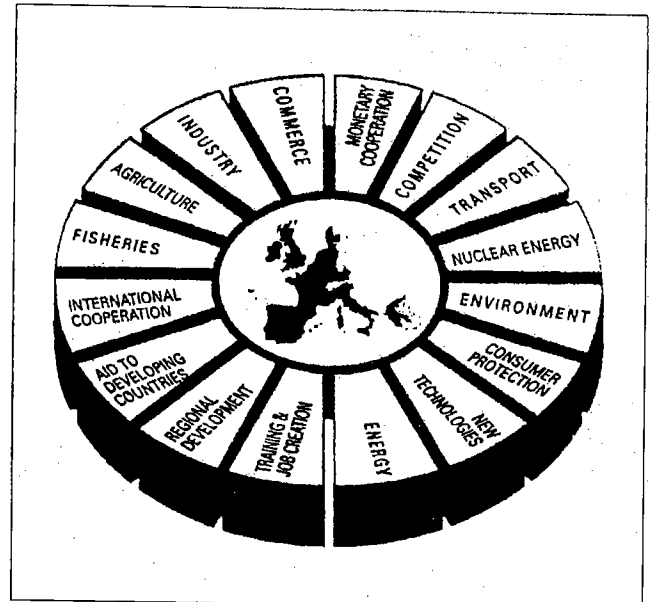 COMMERCE
MONETARY
COOPERATION
COMPETITION
TRANSPORT
NUCLEAR ENERGY
ENVIRONMENT
CONSUMER
PROTECTION
NEW
TECHNOLOGIES
ENERGY
TRAINING &
JOB CREATION
REGIONAL
DEVELOPMENT
AID TO
DEVELOPING
COUNTRIES
INTERNATIONAL
COOPERATION
FISHERIES
AGRICULTURE
INDUSTRY